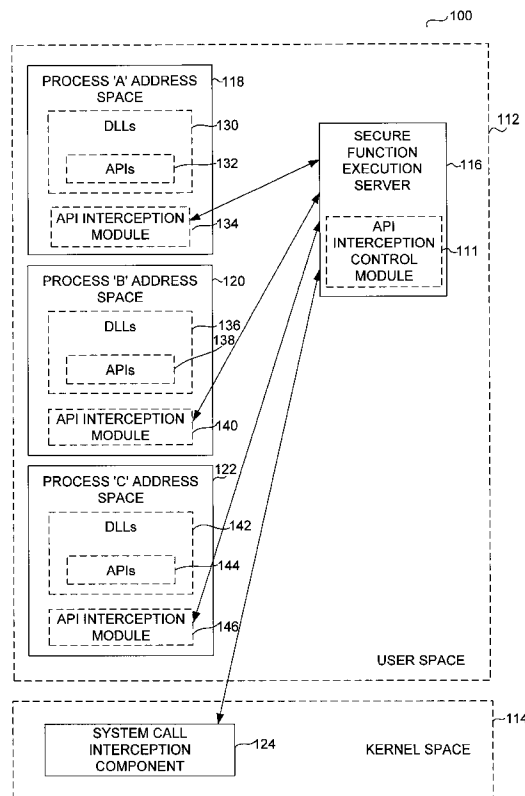 100
PROCESS 'A' ADDRESS
SPACE
118
DLLs
130
APIs
132
API INTERCEPTION
MODULE
134
112
SECURE
FUNCTION
EXECUTION
SERVER
116
API
INTERCEPTION
CONTROL
MODULE
111
PROCESS 'B' ADDRESS
SPACE
120
DLLs
136
APIs
138
API INTERCEPTION
MODULE
140
PROCESS 'C' ADDRESS
SPACE
122
DLLs
142
APIs
144
API INTERCEPTION
MODULE
146
USER SPACE
SYSTEM CALL
INTERCEPTION
COMPONENT
124
114
KERNEL SPACE